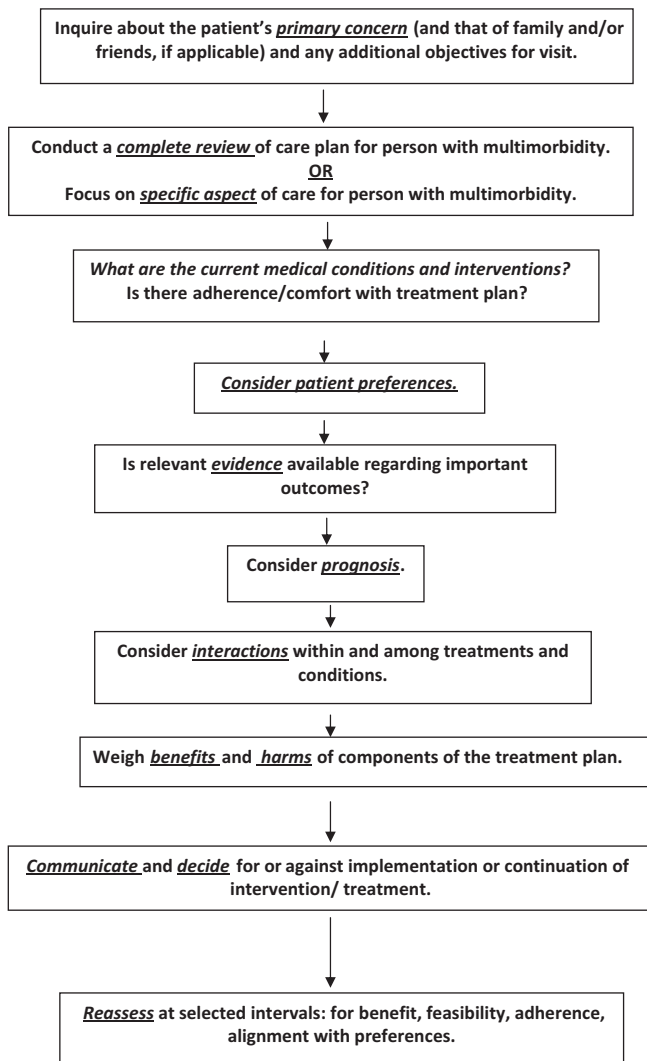 Inquire about the patient’s primary concern (and that of family and/or
friends, if applicable) and any additional objectives for visit.
Conduct a complete review of care plan for person with multimorbidity.
OR
Focus on specific aspect of care for person with multimorbidity.
What are the current medical conditions and interventions?
Is there adherence/comfort with treatment plan?
Consider patient preferences.
Is relevant evidence available regarding important
outcomes?
Consider prognosis.
Consider interactions within and among treatments and
conditions.
Weigh benefits and harms of components of the treatment plan.
Communicate and decide for or against implementation or continuation of
intervention/ treatment.
Reassess at selected intervals: for benefit, feasibility, adherence,
alignment with preferences.